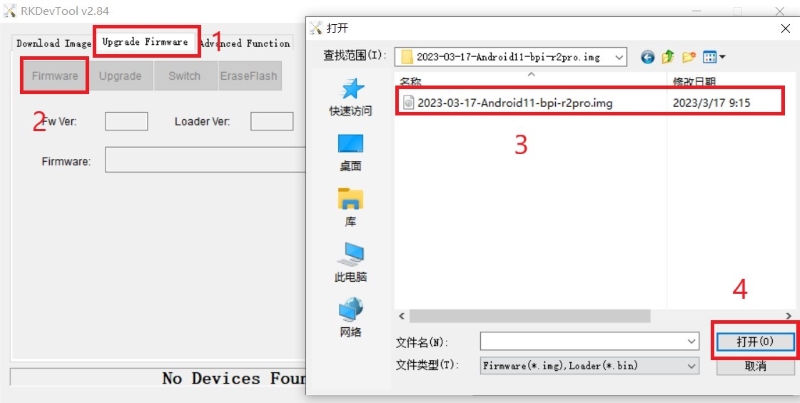 RKDevTool v2.84
Download Image
Upgrade Firmware
Advanced Function
1
Firmware
Upgrade
Switch
EraseFlash
2
Fw Ver:
Loader Ver:
Firmware:
No Devices Foun
打开
查找范围(I):
2023-03-17-Android11-bpi-r2pro.img
名称
修改日期
2023-03-17-Android11-bpi-r2pro.img
2023/3/17 9:15
3
快速访问
桌面
库
此电脑
网络
4
文件名(N):
打开(O)
文件类型(T):
Firmware(*.img),Loader(*.bin)
取消